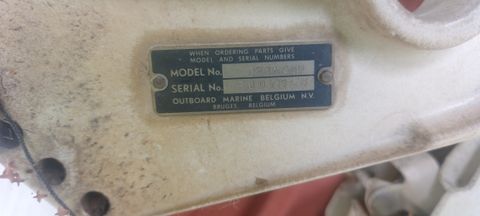 WHEN ORDERING PARTS GIVE
MODEL AND SERIAL NUMBERS
MODEL No.
SERIAL No.
OUTBOARD MARINE BELGIUM N.V.
BRUGES BELGIUM